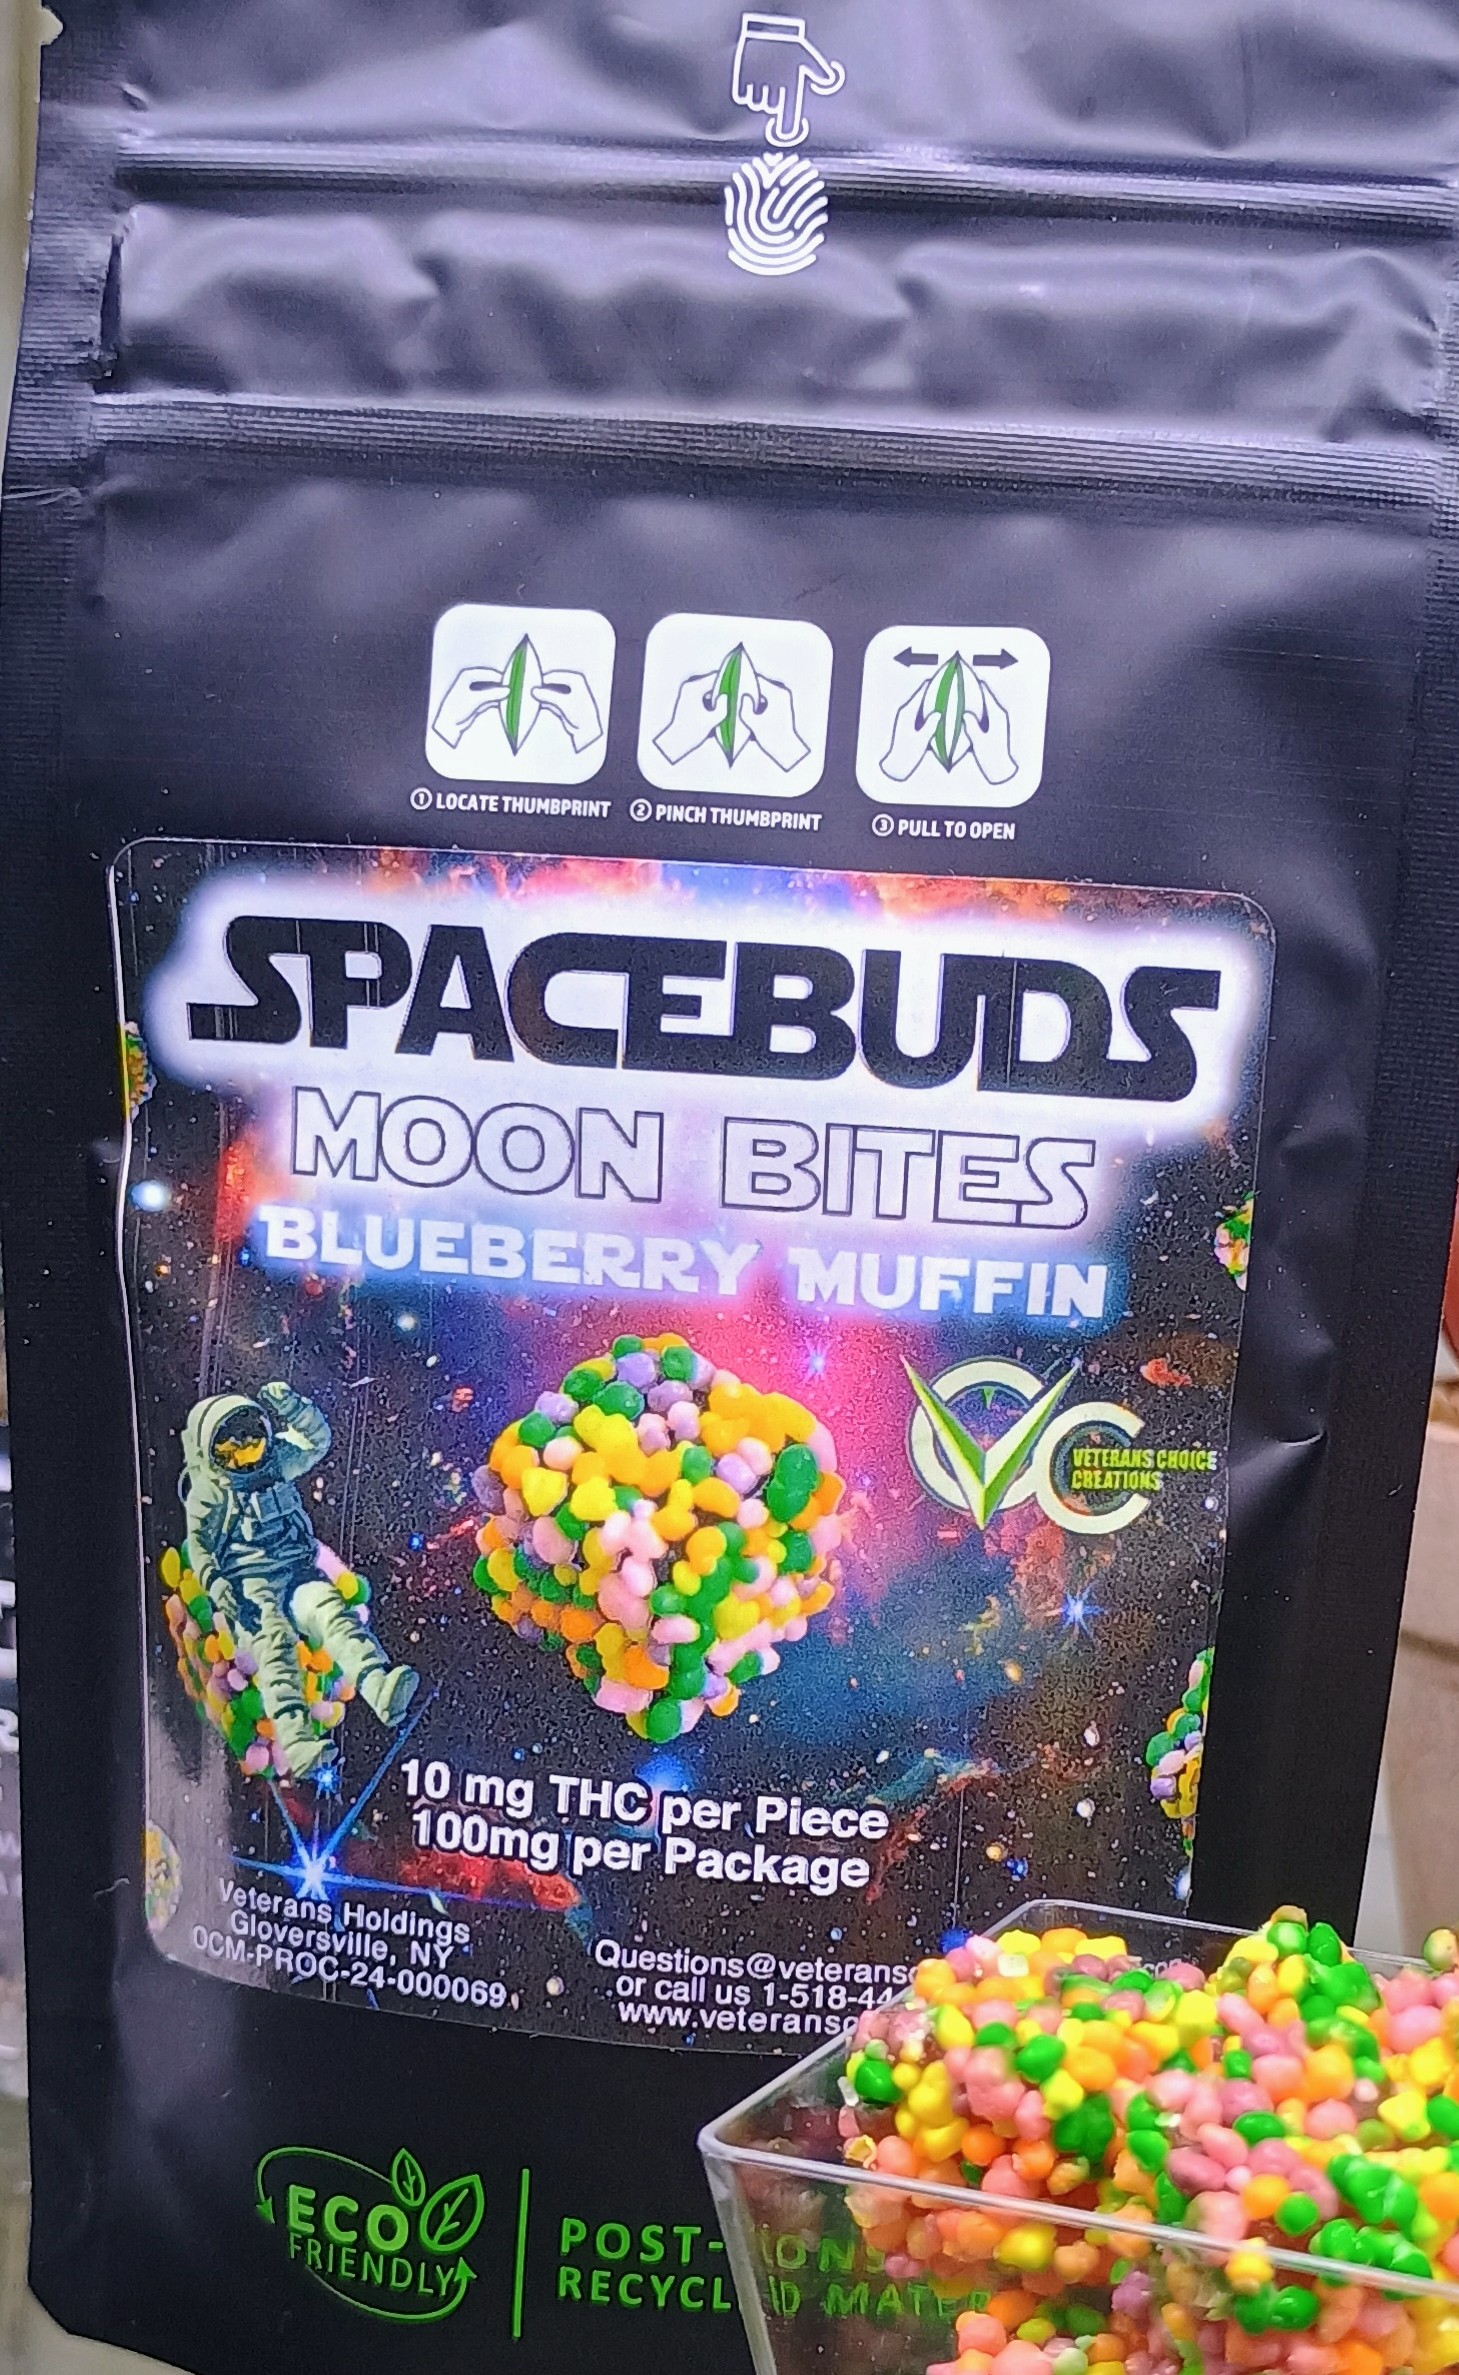 ① LOCATE THUMBPRINT
② PINCH THUMBPRINT
③ PULL TO OPEN
SPACEBUDS
MOON BITES
BLUEBERRY MUFFIN
VC
VETERANS CHOICE
CREATIONS
10 mg THC per Piece
100mg per Package
Veterans Holdings
Gloversville, NY
OCM-PROC-24-000069
Questions@veterans
or call us 1-518-44
www.veterans
ECO
FRIENDLY
POST-
RECYCL